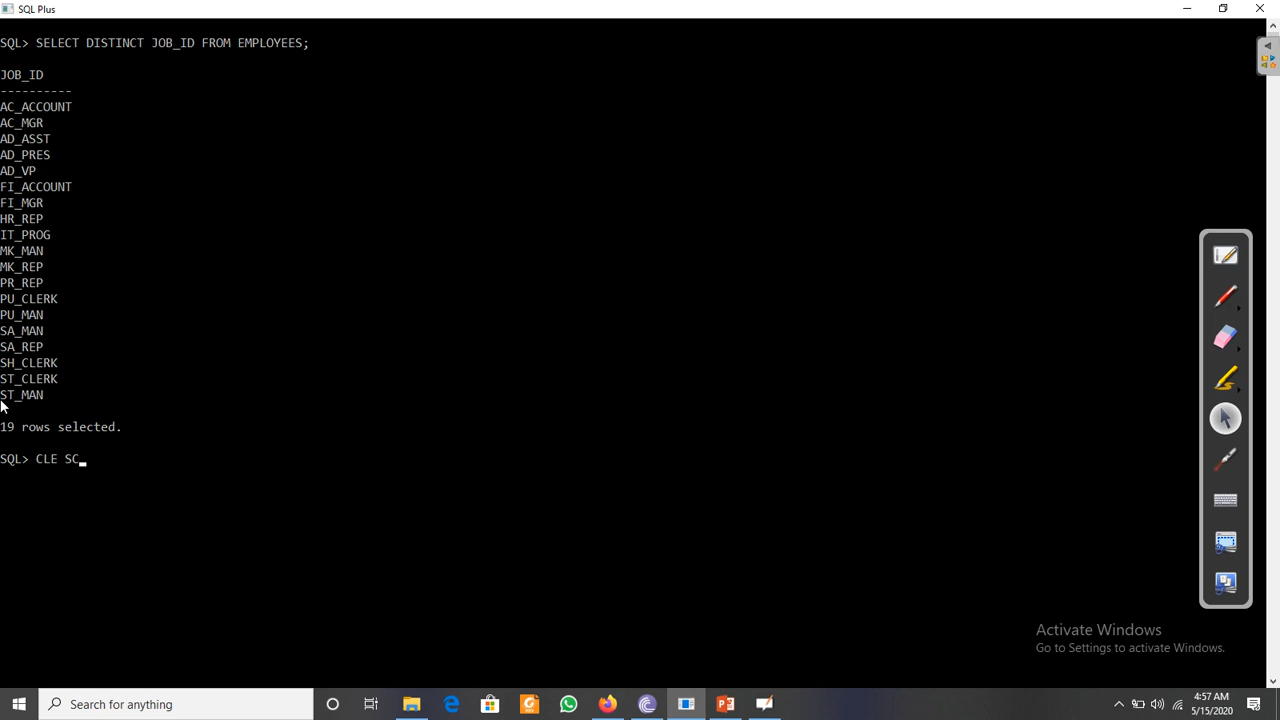 SQL Plus
SQL> SELECT DISTINCT JOB_ID FROM EMPLOYEES;
JOB_ID
----------
AC_ACCOUNT
AC_MGR
AD_ASST
AD_PRES
AD_VP
FI_ACCOUNT
FI_MGR
HR_REP
IT_PROG
MK_MAN
MK_REP
PR_REP
PU_CLERK
PU_MAN
SA_MAN
SA_REP
SH_CLERK
ST_CLERK
ST_MAN
19 rows selected.
SQL> CLE SC
Activate Windows
Go to Settings to activate Windows.
Search for anything
4:57 AM
5/15/2020